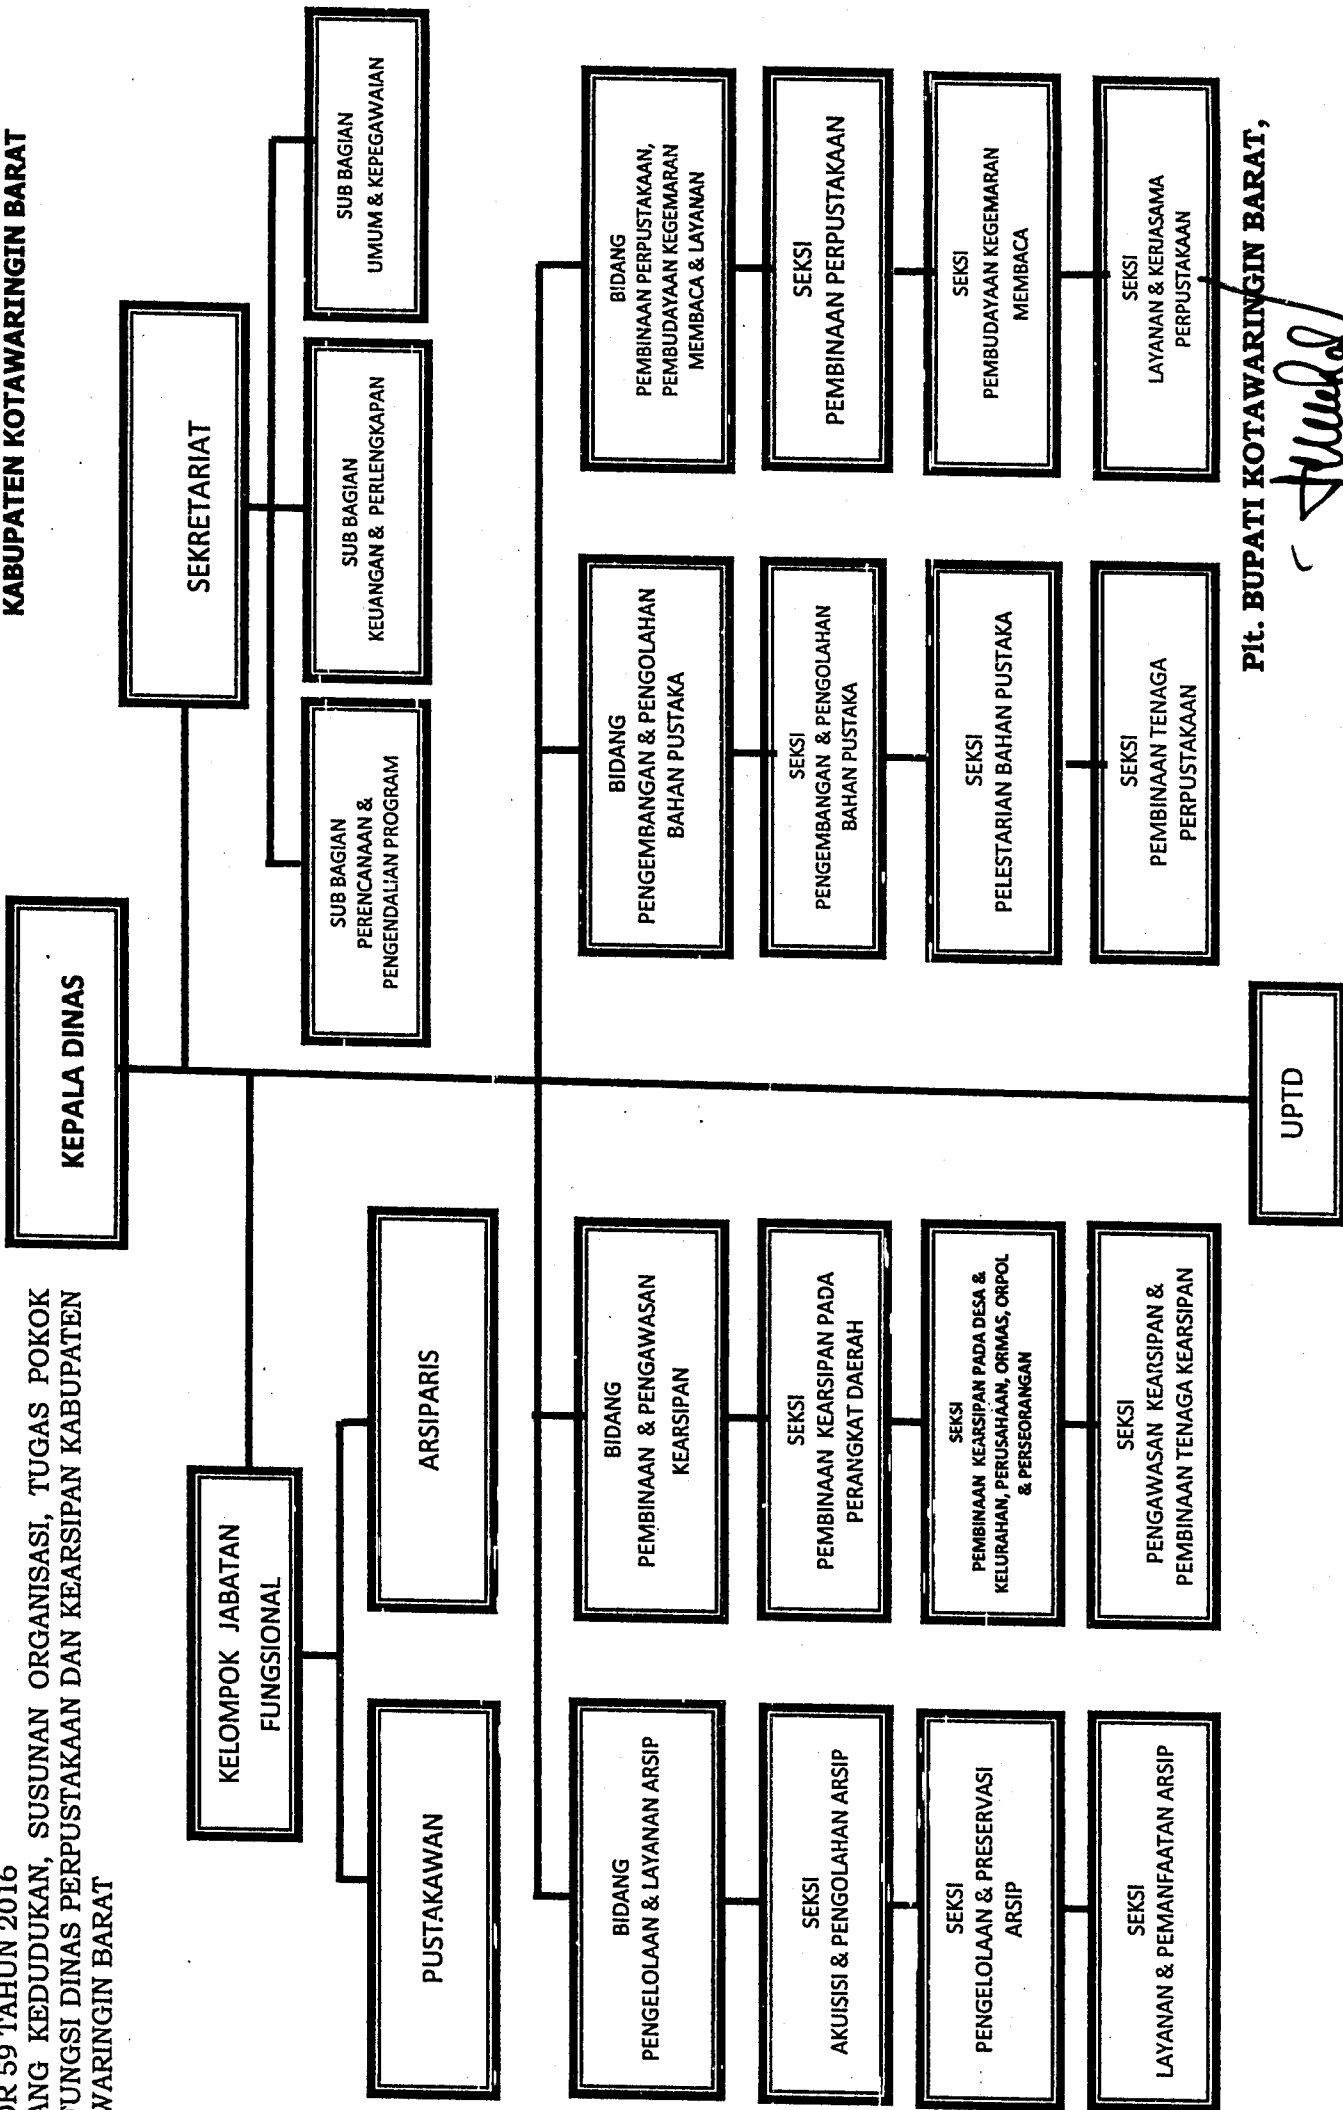 KABUPATEN KOTAWARINGIN BARAT
59 TAHUN 2016
KEDUDUKAN, SUSUNAN ORGANISASI, TUGAS POKOK
FUNGSI DINAS PERPUSTAKAAN DAN KEARSIPAN KABUPATEN
WARINGIN BARAT
KEPALA DINAS
SEKRETARIAT
KELOMPOK JABATAN
FUNGSIONAL
PUSTAKAWAN
ARSIPARIS
SUB BAGIAN
PERENCANAAN &
PENGENDALIAN PROGRAM
SUB BAGIAN
KEUANGAN & PERLENGKAPAN
SUB BAGIAN
UMUM & KEPEGAWAIAN
BIDANG
PENGELOLAAN & LAYANAN ARSIP
SEKSI
AKUISISI & PENGOLAHAN ARSIP
SEKSI
PENGELOLAAN & PRESERVASI
ARSIP
SEKSI
LAYANAN & PEMANFAATAN ARSIP
BIDANG
PEMBINAAN & PENGAWASAN
KEARSIPAN
SEKSI
PEMBINAAN KEARSIPAN PADA
PERANGKAT DAERAH
SEKSI
PEMBINAAN KEARSIPAN PADA DESA &
KELURAHAN, PERUSAHAAN, ORMAS, ORPOL
& PERSEORANGAN
SEKSI
PENGAWASAN KEARSIPAN &
PEMBINAAN TENAGA KEARSIPAN
BIDANG
PENGEMBANGAN & PENGOLAHAN
BAHAN PUSTAKA
SEKSI
PENGEMBANGAN & PENGOLAHAN
BAHAN PUSTAKA
SEKSI
PELESTARIAN BAHAN PUSTAKA
SEKSI
PEMBINAAN TENAGA
PERPUSTAKAAN
BIDANG
PEMBINAAN PERPUSTAKAAN,
PEMBUDAYAAN KEGEMARAN
MEMBACA & LAYANAN
SEKSI
PEMBINAAN PERPUSTAKAAN
SEKSI
PEMBUDAYAAN KEGEMARAN
MEMBACA
SEKSI
LAYANAN & KERJASAMA
PERPUSTAKAAN
UPTD
Plt. BUPATI KOTAWARINGIN BARAT,